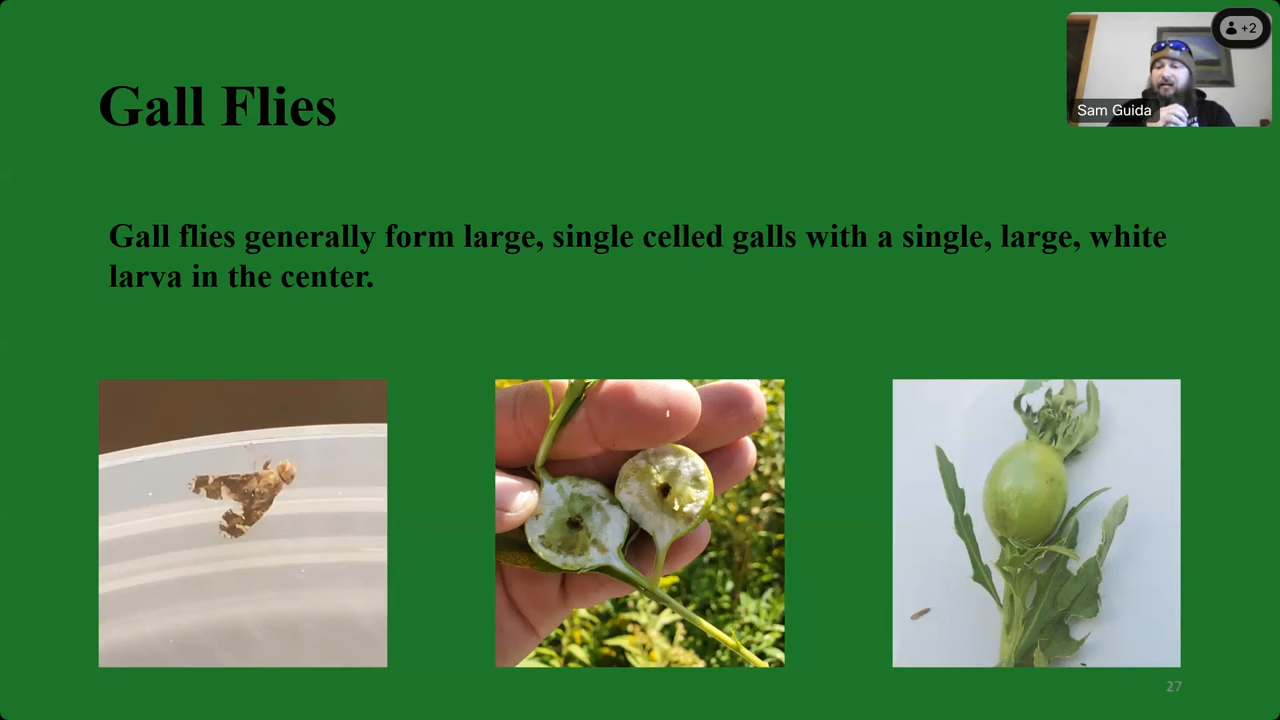 +2
Sam Guida
Gall Flies
Gall flies generally form large, single celled galls with a single, large, white
larva in the center.
27